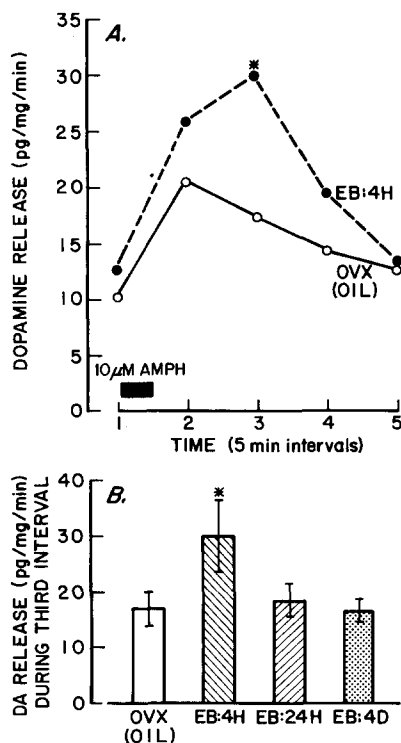 A.
DOPAMINE RELEASE (pg/mg/min)
35
30
25
20
15
10
5
0
*
EB:4H
OVX
(OIL)
10μM AMPH
1 2 3 4 5
TIME (5 min intervals)
B.
DA RELEASE (pg/mg/min)
DURING THIRD INTERVAL
40
30
20
10
0
*
OVX EB:4H EB:24H EB:4D
(OIL)